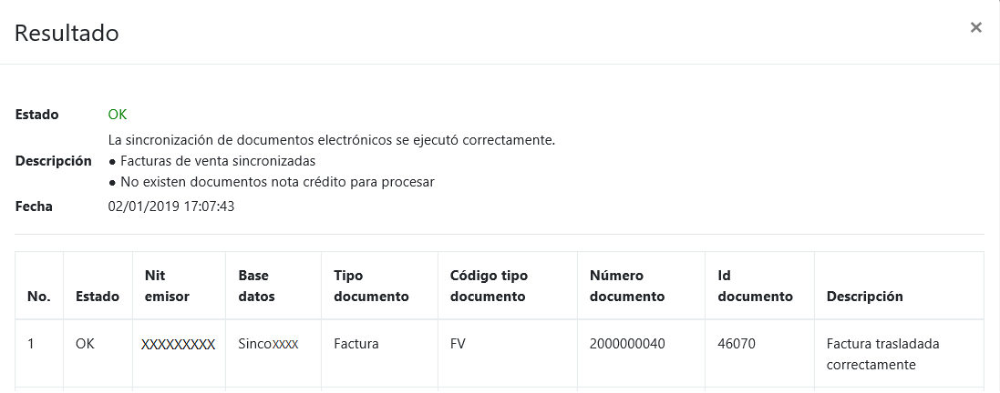 Resultado
×
Estado OK
La sincronización de documentos electrónicos se ejecutó correctamente.
Descripción ● Facturas de venta sincronizadas
● No existen documentos nota crédito para procesar
Fecha 02/01/2019 17:07:43
No. Estado Nit emisor Base datos Tipo documento Código tipo documento Número documento Id documento Descripción
1 OK XXXXXXXXX SincoXXXX Factura FV 2000000040 46070 Factura trasladada correctamente